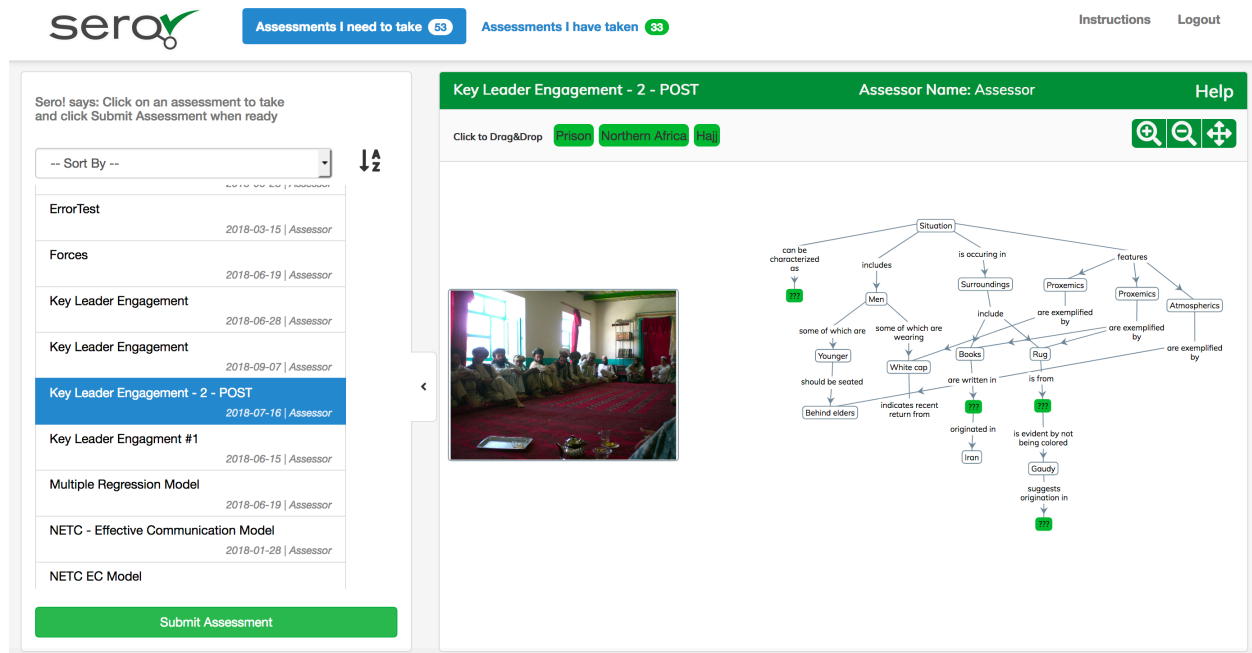 sero
Assessments I need to take 53
Assessments I have taken 33
Instructions
Logout
Sero! says: Click on an assessment to take
and click Submit Assessment when ready
-- Sort By --
A
Z
ErrorTest
2018-03-15 | Assessor
Forces
2018-06-19 | Assessor
Key Leader Engagement
2018-06-28 | Assessor
Key Leader Engagement
2018-09-07 | Assessor
Key Leader Engagement - 2 - POST
2018-07-16 | Assessor
Key Leader Engagment #1
2018-06-15 | Assessor
Multiple Regression Model
2018-06-19 | Assessor
NETC - Effective Communication Model
2018-01-28 | Assessor
NETC EC Model
Submit Assessment
Key Leader Engagement - 2 - POST
Assessor Name: Assessor
Help
Click to Drag&Drop
Prison
Northern Africa
Hajj
Situation
can be
characterized
as
includes
is occuring in
features
???
Men
Surroundings
Proxemics
Proxemics
Atmospherics
include
are exemplified
by
some of which are
some of which are
wearing
are exemplified
by
are exemplified
by
Younger
White cap
Books
Rug
should be seated
are written in
is from
Behind elders
indicates recent
return from
???
???
originated in
is evident by not
being colored
Iran
Gaudy
suggests
origination in
???